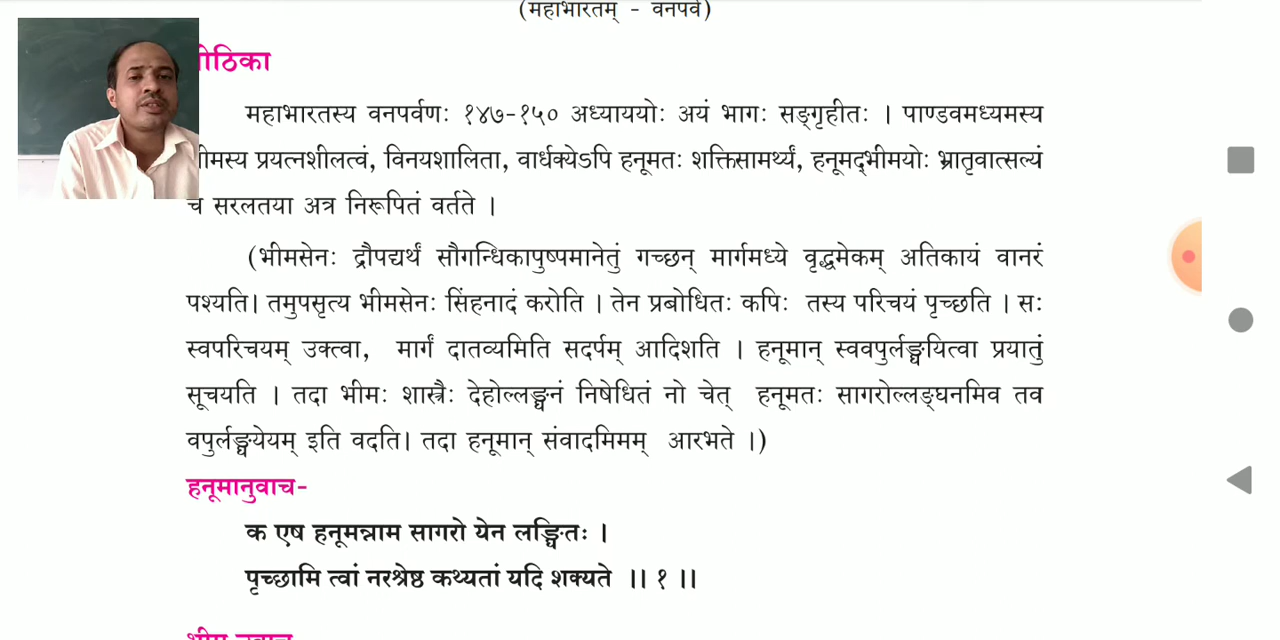 (महाभारतम् - वनपर्व)
पीठिका
महाभारतस्य वनपर्वणः १४७-१५० अध्याययोः अयं भागः सङ्गृहीतः । पाण्डवमध्यमस्य
भीमस्य प्रयत्नशीलत्वं, विनयशालिता, वार्धक्येऽपि हनूमतः शक्तिसामर्थ्यं, हनूमद्भीमयोः भ्रातृवात्सल्यं
च सरलतया अत्र निरूपितं वर्तते ।
(भीमसेनः द्रौपद्यर्थं सौगन्धिकापुष्पमानेतुं गच्छन् मार्गमध्ये वृद्धमेकम् अतिकायं वानरं
पश्यति। तमुपसृत्य भीमसेनः सिंहनादं करोति । तेन प्रबोधितः कपिः तस्य परिचयं पृच्छति । सः
स्वपरिचयम् उक्त्वा, मार्गं दातव्यमिति सदर्पम् आदिशति । हनूमान् स्ववपुर्लङ्घयित्वा प्रयातुं
सूचयति । तदा भीमः शास्त्रैः देहोल्लङ्घनं निषेधितं नो चेत् हनूमतः सागरोल्लङ्घनमिव तव
वपुर्लङ्घयेयम् इति वदति। तदा हनूमान् संवादमिमम् आरभते ।)
हनूमानुवाच-
क एष हनूमन्नाम सागरो येन लङ्घितः ।
पृच्छामि त्वां नरश्रेष्ठ कथ्यतां यदि शक्यते ।। १ ।।